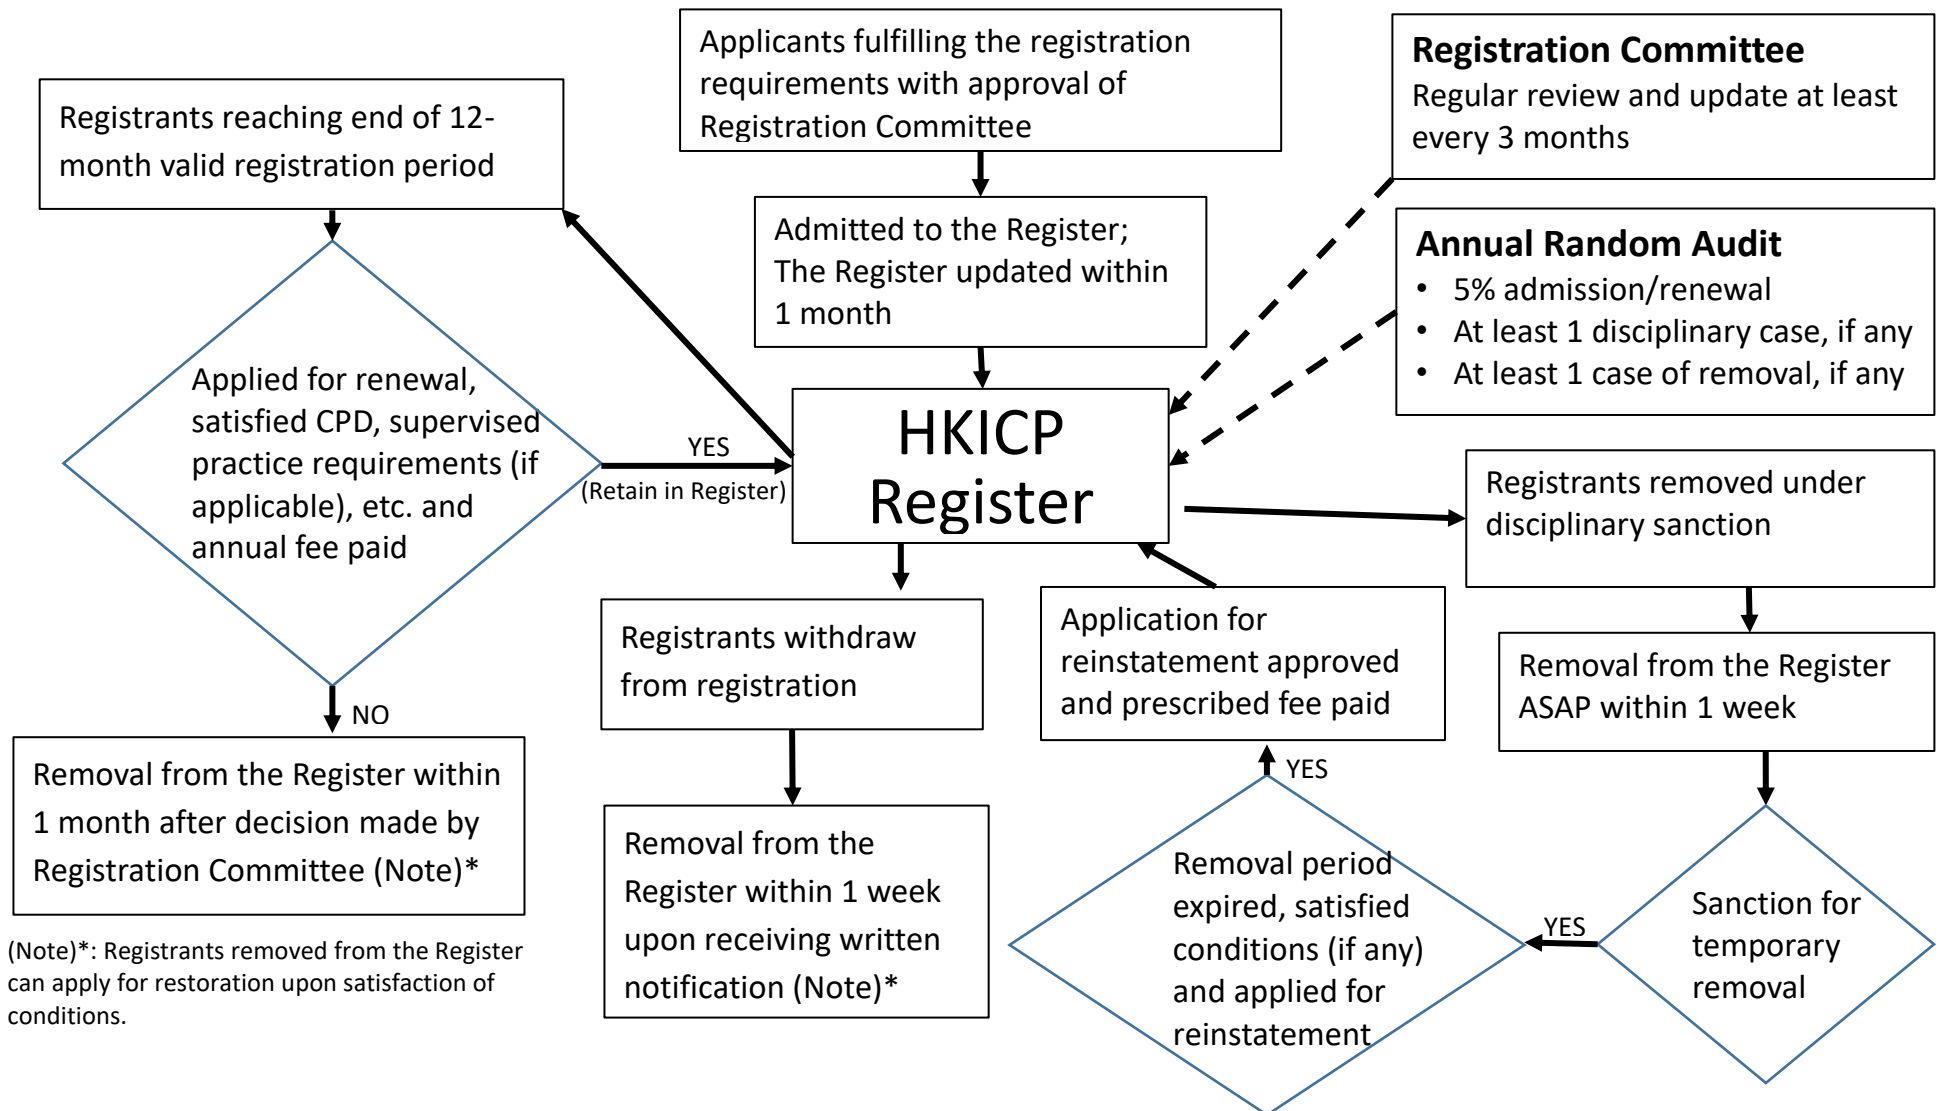 Applicants fulfilling the registration
requirements with approval of
Registration Committee
Registration Committee
Regular review and update at least
every 3 months
Registrants reaching end of 12-
month valid registration period
Admitted to the Register;
The Register updated within
1 month
Annual Random Audit
• 5% admission/renewal
• At least 1 disciplinary case, if any
• At least 1 case of removal, if any
Applied for renewal,
satisfied CPD, supervised
practice requirements (if
applicable), etc. and
annual fee paid
YES
(Retain in Register)
HKICP
Register
Registrants removed under
disciplinary sanction
Registrants withdraw
from registration
Application for
reinstatement approved
and prescribed fee paid
Removal from the Register
ASAP within 1 week
NO
Removal from the Register within
1 month after decision made by
Registration Committee (Note)*
YES
Removal from the
Register within 1 week
upon receiving written
notification (Note)*
Removal period
expired, satisfied
conditions (if any)
and applied for
reinstatement
YES
Sanction for
temporary
removal
(Note)*: Registrants removed from the Register
can apply for restoration upon satisfaction of
conditions.